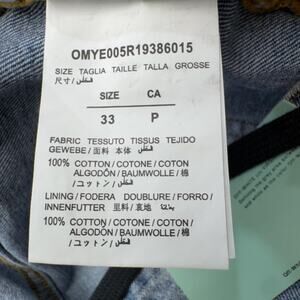 OMYE005R19386015
SIZE TAGLIA TAILLE TALLA GROSSE
尺寸/قياس
SIZE CA
33 P
FABRIC TESSUTO TISSUS TEJIDO
GEWEBE/面料 本体 قماش
100% COTTON/COTONE/COTON
ALGODÓN/BAUMWOLLE/棉
/コットン/قطن
LINING/FODERA DOUBLURE/FORRO/
INNENFUTTER 里料/裏地 بطانة
100% COTTON/COTONE/COTON
ALGODÓN/BAUMWOLLE/棉
/コットン/قطن